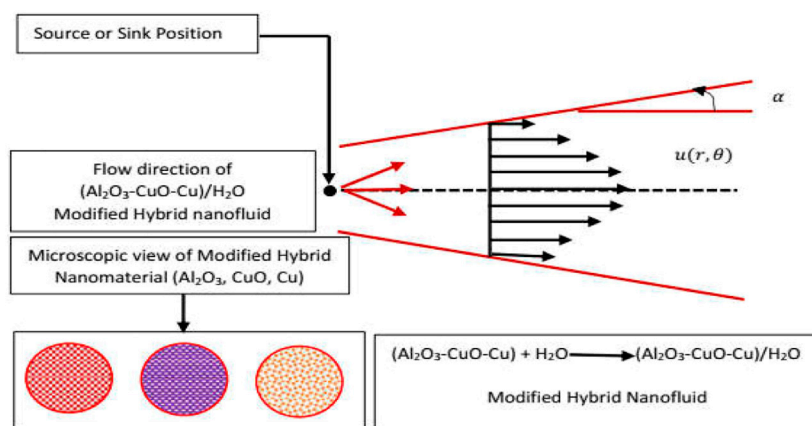 Source or Sink Position
α
u(r, θ)
Flow direction of
(Al₂O₃-CuO-Cu)/H₂O
Modified Hybrid nanofluid
Microscopic view of Modified Hybrid
Nanomaterial (Al₂O₃, CuO, Cu)
(Al₂O₃-CuO-Cu) + H₂O (Al₂O₃-CuO-Cu)/H₂O
Modified Hybrid Nanofluid